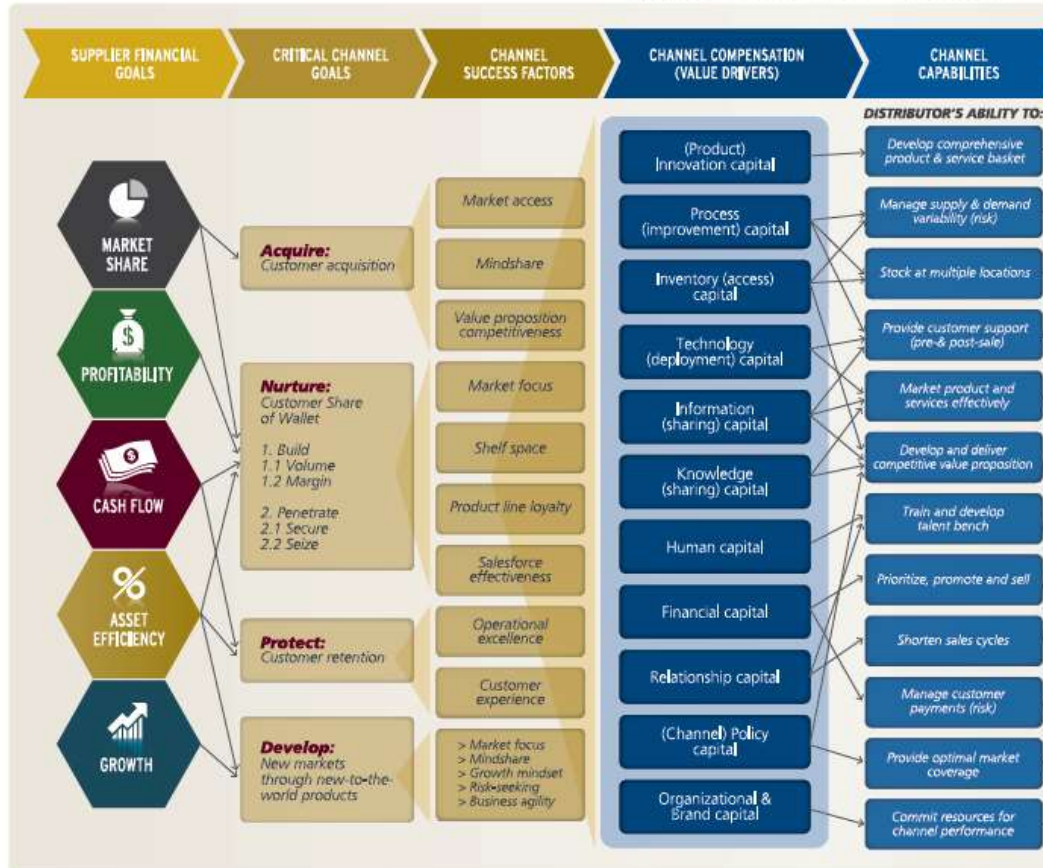 SUPPLIER FINANCIAL
GOALS
CRITICAL CHANNEL
GOALS
CHANNEL
SUCCESS FACTORS
CHANNEL COMPENSATION
(VALUE DRIVERS)
CHANNEL
CAPABILITIES
MARKET
SHARE
$
PROFITABILITY
$
CASH FLOW
%
ASSET
EFFICIENCY
GROWTH
Acquire:
Customer acquisition
Nurture:
Customer Share
of Wallet
1. Build
1.1 Volume
1.2 Margin
2. Penetrate
2.1 Secure
2.2 Seize
Protect:
Customer retention
Develop:
New markets
through new-to-the-
world products
Market access
Mindshare
Value proposition
competitiveness
Market focus
Shelf space
Product line loyalty
Salesforce
effectiveness
Operational
excellence
Customer
experience
> Market focus
> Mindshare
> Growth mindset
> Risk-seeking
> Business agility
(Product)
Innovation capital
Process
(improvement) capital
Inventory (access)
capital
Technology
(deployment) capital
Information
(sharing) capital
Knowledge
(sharing) capital
Human capital
Financial capital
Relationship capital
(Channel) Policy
capital
Organizational &
Brand capital
DISTRIBUTOR'S ABILITY TO:
Develop comprehensive
product & service basket
Manage supply & demand
variability (risk)
Stock at multiple locations
Provide customer support
(pre-& post-sale)
Market product and
services effectively
Develop and deliver
competitive value proposition
Train and develop
talent bench
Prioritize, promote and sell
Shorten sales cycles
Manage customer
payments (risk)
Provide optimal market
coverage
Commit resources for
channel performance